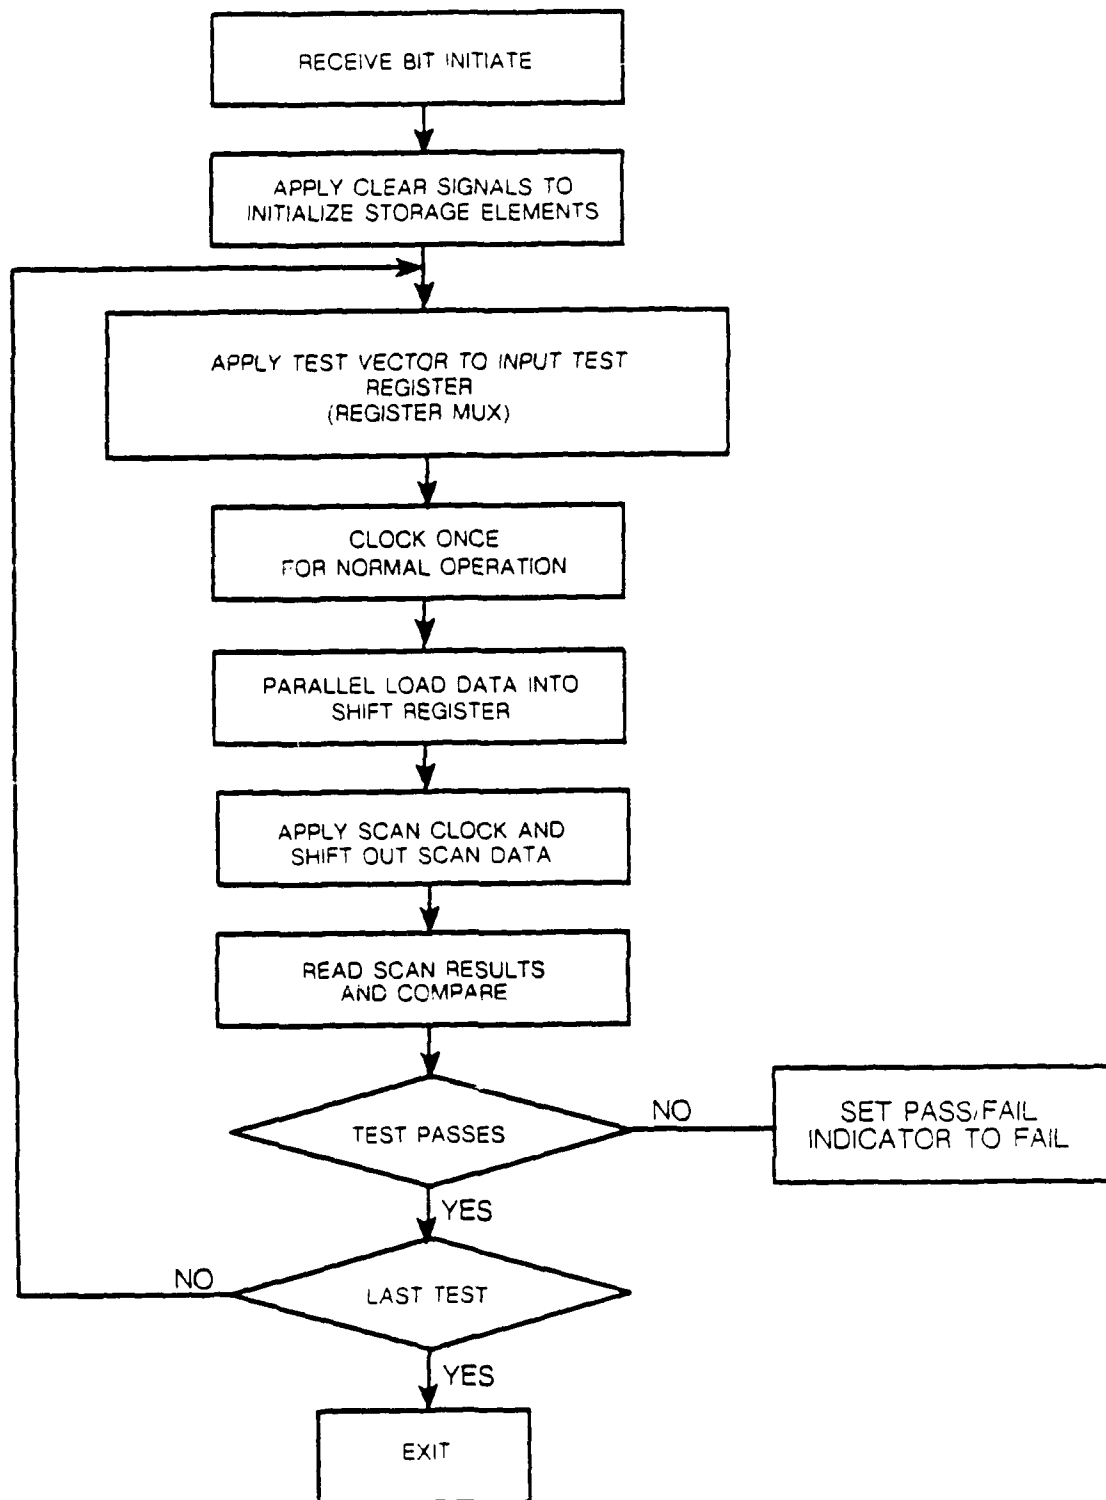 RECEIVE BIT INITIATE
APPLY CLEAR SIGNALS TO
INITIALIZE STORAGE ELEMENTS
APPLY TEST VECTOR TO INPUT TEST
REGISTER
(REGISTER MUX)
CLOCK ONCE
FOR NORMAL OPERATION
PARALLEL LOAD DATA INTO
SHIFT REGISTER
APPLY SCAN CLOCK AND
SHIFT OUT SCAN DATA
READ SCAN RESULTS
AND COMPARE
TEST PASSES
NO
SET PASS/FAIL
INDICATOR TO FAIL
YES
LAST TEST
NO
YES
EXIT